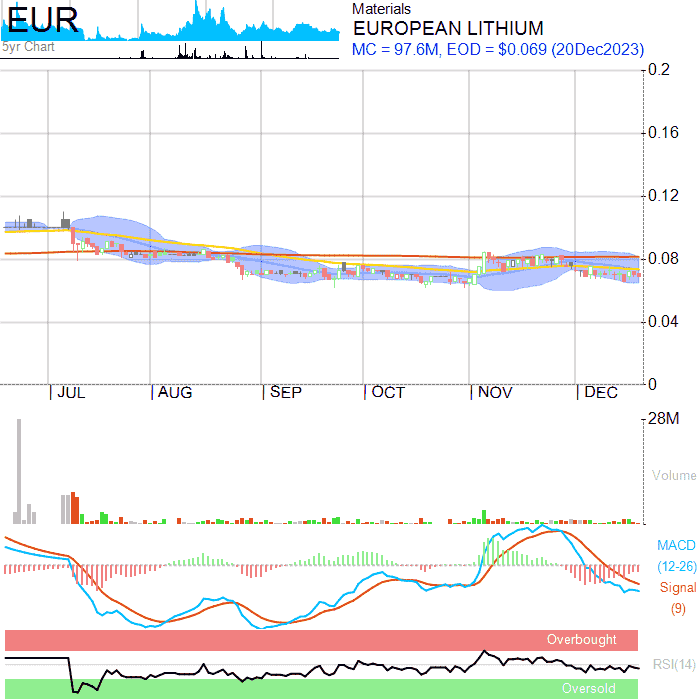 EUR
5yr Chart
Materials
EUROPEAN LITHIUM
MC = 97.6M, EOD = $0.069 (20Dec2023)
0.2
0.16
0.12
0.08
0.04
0
JUL AUG SEP OCT NOV DEC
28M
Volume
MACD
(12-26)
Signal
(9)
Overbought
RSI(14)
Oversold